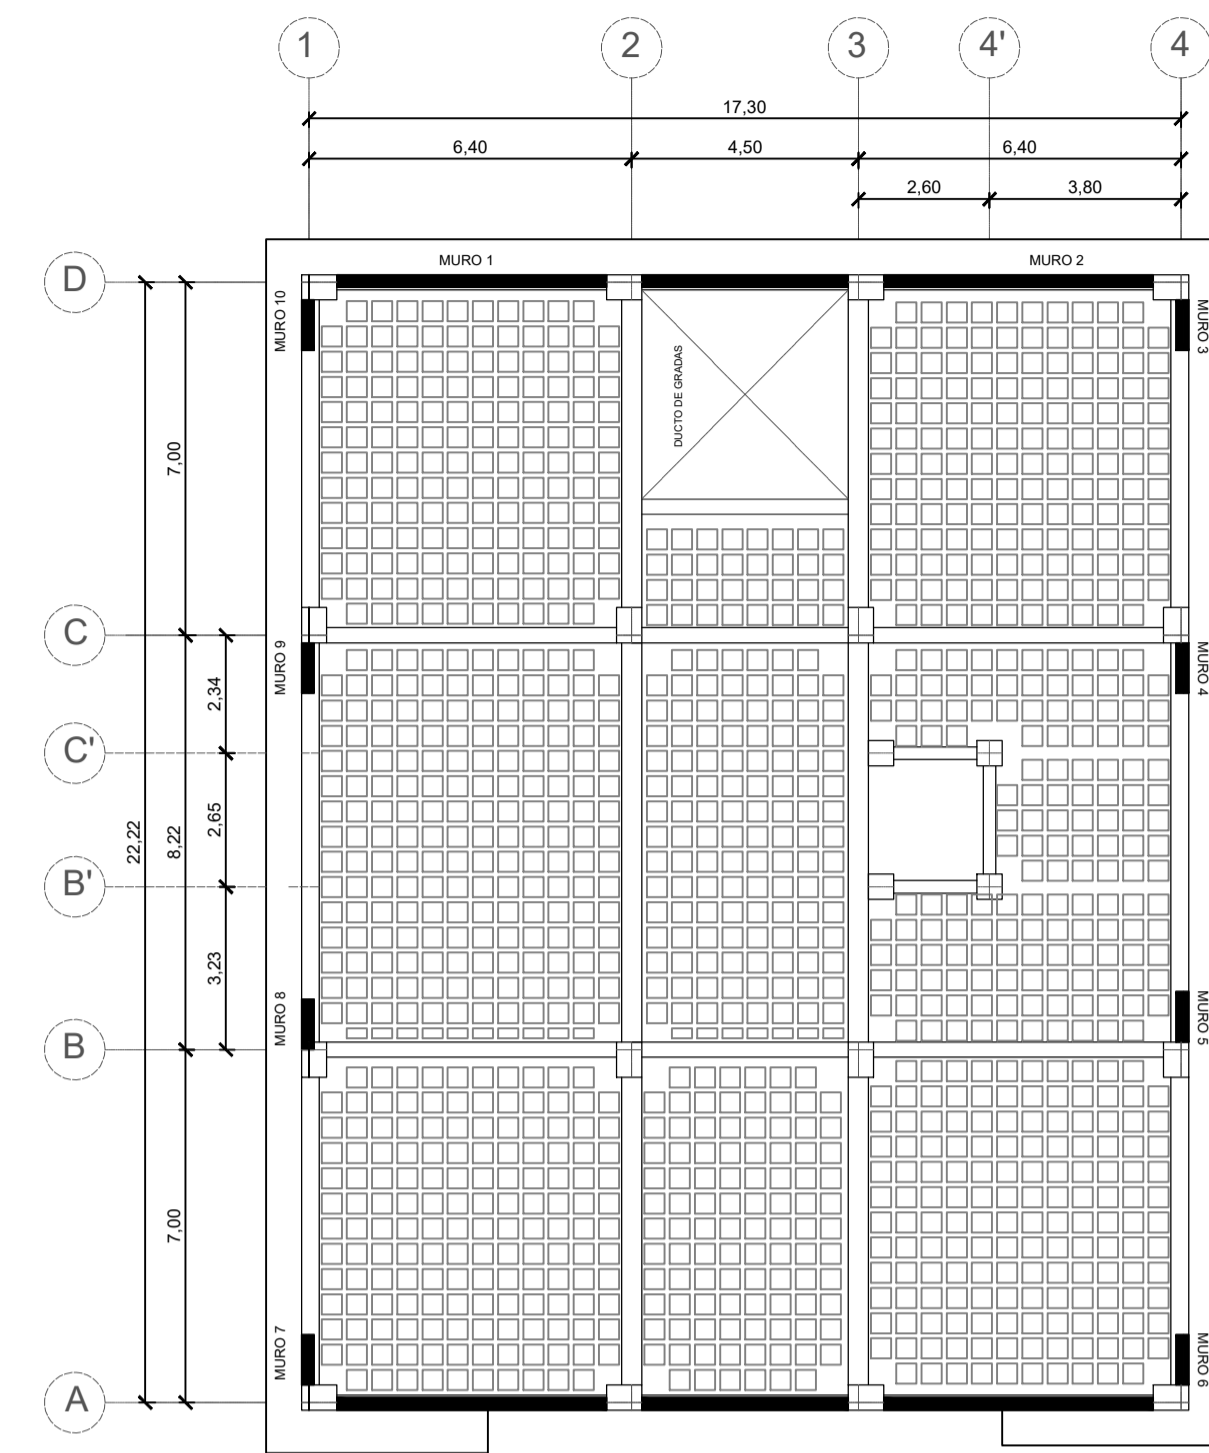 1 2 3 4' 4
17,30
6,40 4,50 6,40
2,60 3,80
MURO 1 MURO 2
D
MURO 10
MURO 3
DUCTO DE GRADAS
7,00
C
MURO 9
MURO 4
2,34
C'
22,22
8,22
2,65
B'
3,23
MURO 8
MURO 5
B
7,00
MURO 7
MURO 6
A